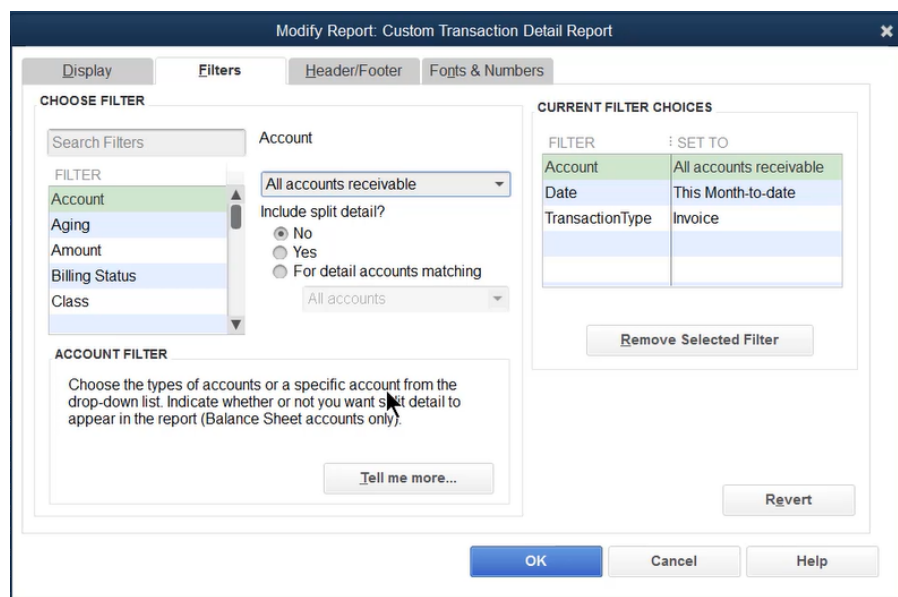 Modify Report: Custom Transaction Detail Report
Display
Filters
Header/Footer
Fonts & Numbers
CHOOSE FILTER
Search Filters
FILTER
Account
Aging
Amount
Billing Status
Class
Account
All accounts receivable
Include split detail?
No
Yes
For detail accounts matching
All accounts
ACCOUNT FILTER
Choose the types of accounts or a specific account from the
drop-down list. Indicate whether or not you want split detail to
appear in the report (Balance Sheet accounts only).
Tell me more...
CURRENT FILTER CHOICES
FILTER SET TO
Account All accounts receivable
Date This Month-to-date
TransactionType Invoice
Remove Selected Filter
Revert
OK
Cancel
Help